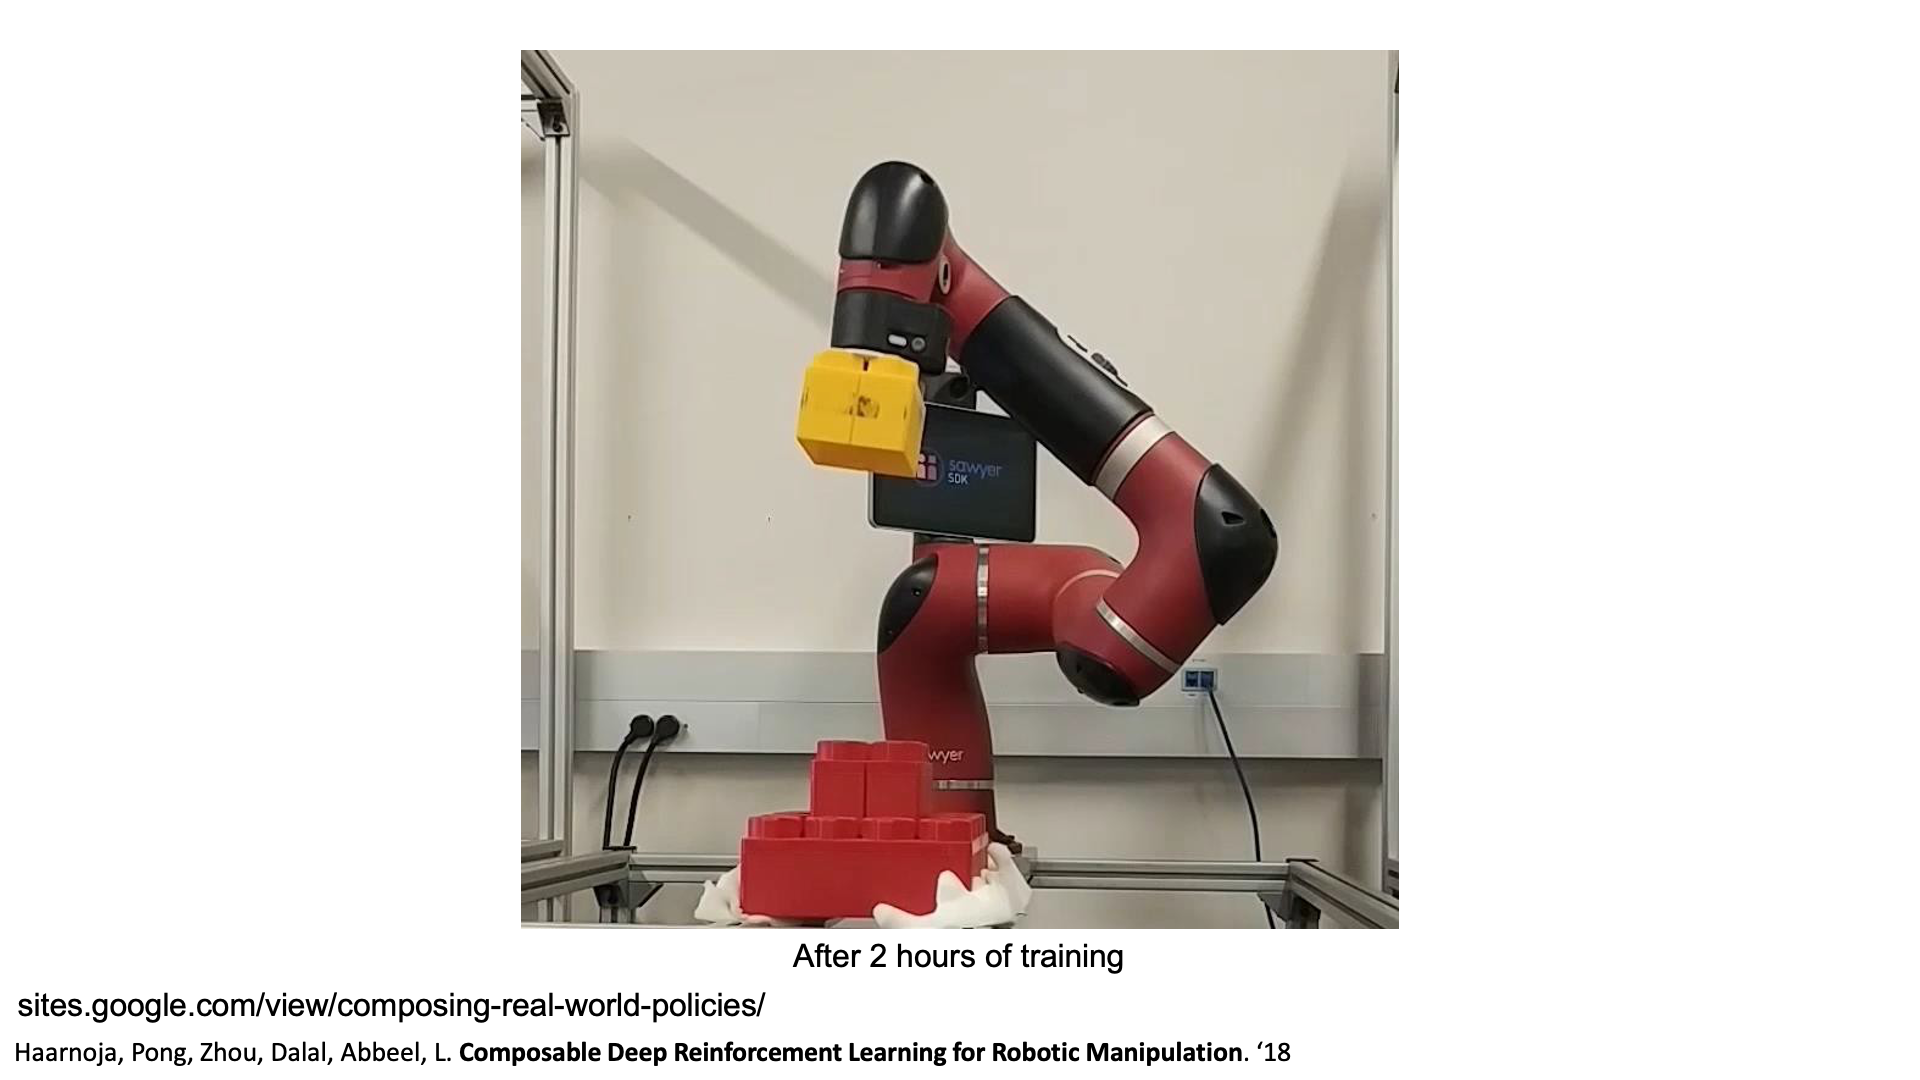 sawyer
SDK
wyer
After 2 hours of training
sites.google.com/view/composing-real-world-policies/
Haarnoja, Pong, Zhou, Dalal, Abbeel, L. Composable Deep Reinforcement Learning for Robotic Manipulation. ‘18